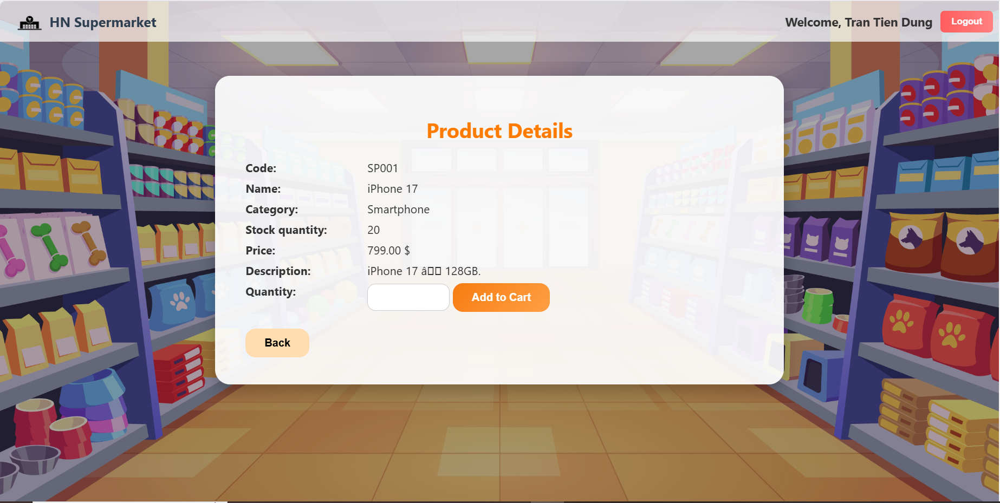 HN Supermarket
Welcome, Tran Tien Dung
Logout
Product Details
Code: SP001
Name: iPhone 17
Category: Smartphone
Stock quantity: 20
Price: 799.00 $
Description: iPhone 17 â 128GB.
Quantity:
Add to Cart
Back